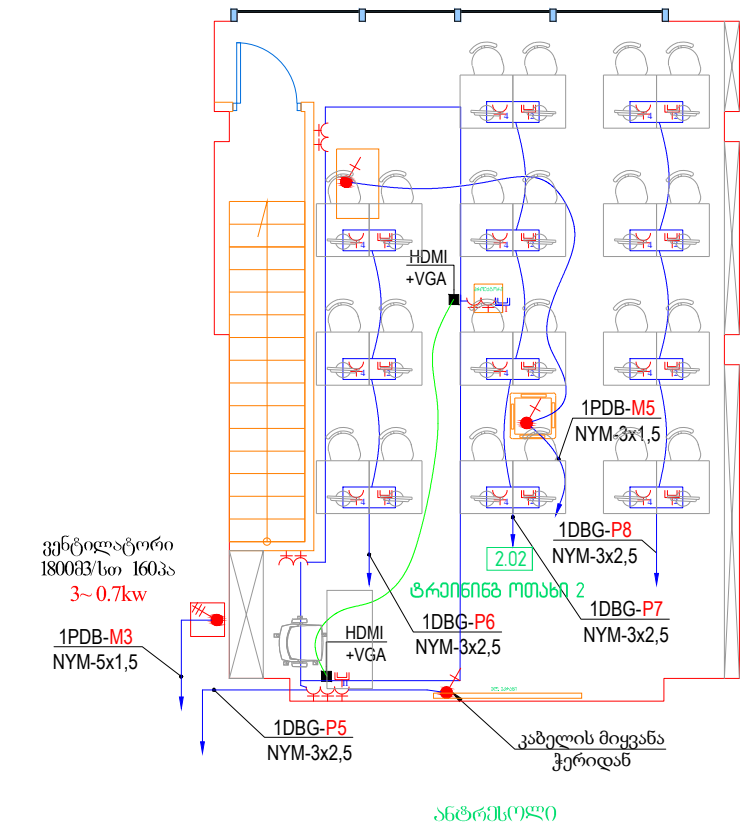 HDMI
+VGA
1PDB-M5
NYM-3x1,5
1DBG-P8
NYM-3x2,5
2.02
ტრეინინგ ოთახი 2
1DBG-P7
NYM-3x2,5
1DBG-P6
NYM-3x2,5
HDMI
+VGA
ვენტილატორი
1800მ3/სთ 160პა
3~ 0.7kw
1PDB-M3
NYM-5x1,5
1DBG-P5
NYM-3x2,5
კაბელის მიყვანა
ჭერიდან
ანტრესოლი